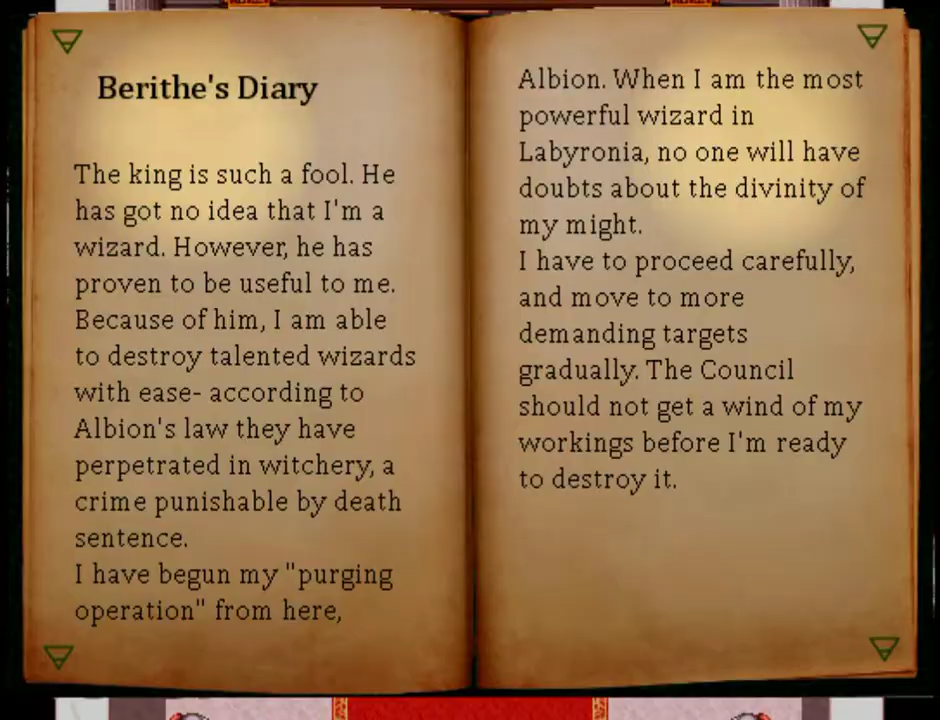 Berithe's Diary
The king is such a fool. He
has got no idea that I'm a
wizard. However, he has
proven to be useful to me.
Because of him, I am able
to destroy talented wizards
with ease- according to
Albion's law they have
perpetrated in witchery, a
crime punishable by death
sentence.
I have begun my "purging
operation" from here,
Albion. When I am the most
powerful wizard in
Labyronia, no one will have
doubts about the divinity of
my might.
I have to proceed carefully,
and move to more
demanding targets
gradually. The Council
should not get a wind of my
workings before I'm ready
to destroy it.